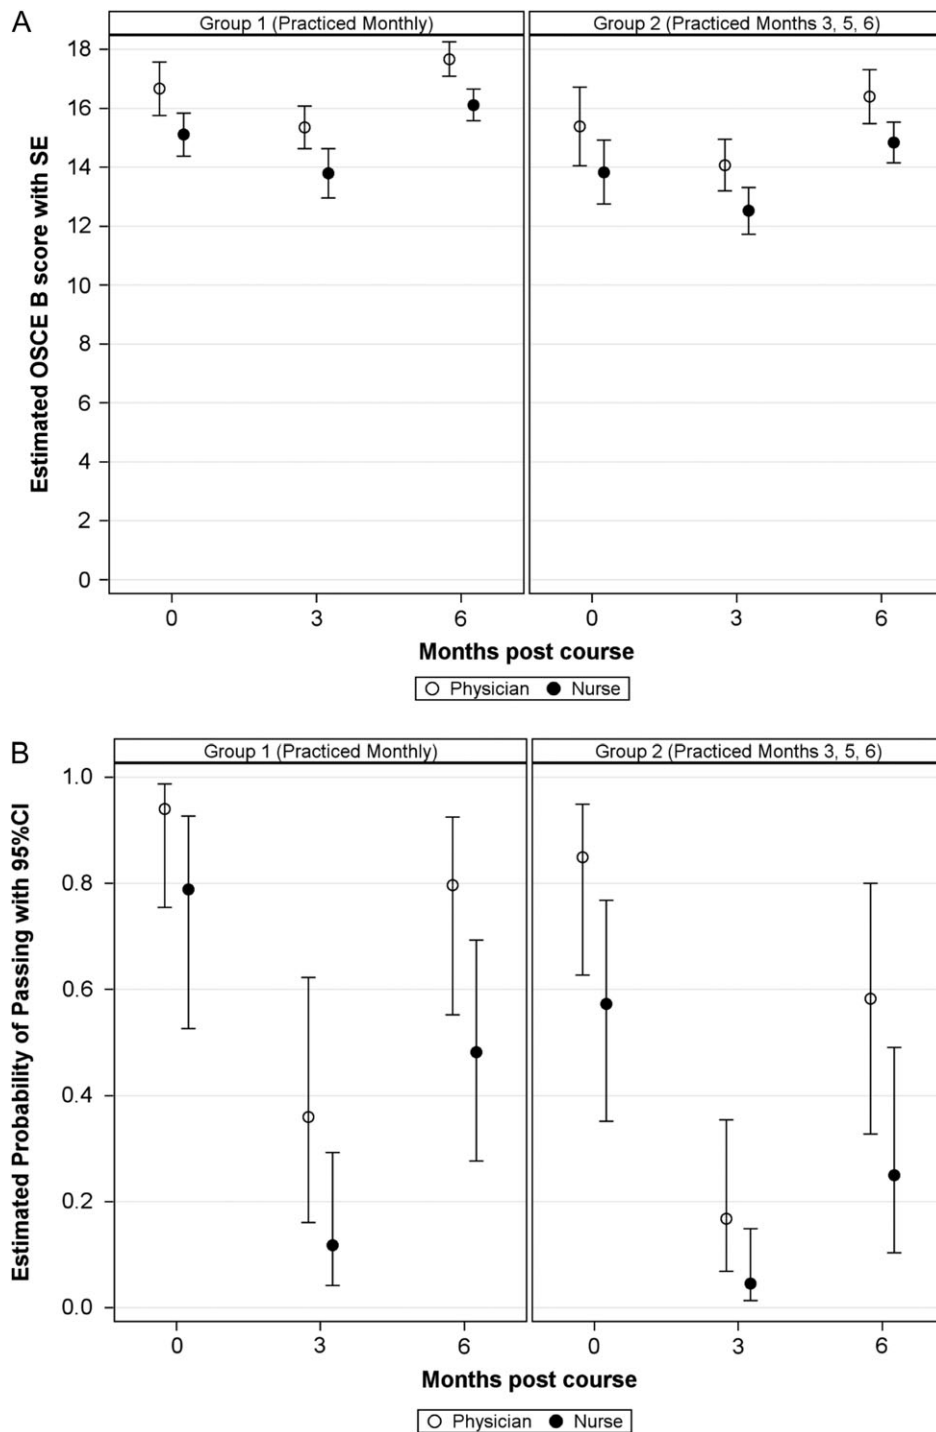 A
Group 1 (Practiced Monthly)
Group 2 (Practiced Months 3, 5, 6)
Estimated OSCE B score with SE
18
16
14
12
10
8
6
4
2
0
0 3 6 0 3 6
Months post course
Physician Nurse
B
Group 1 (Practiced Monthly)
Group 2 (Practiced Months 3, 5, 6)
Estimated Probability of Passing with 95%CI
1.0
0.8
0.6
0.4
0.2
0.0
0 3 6 0 3 6
Months post course
Physician Nurse